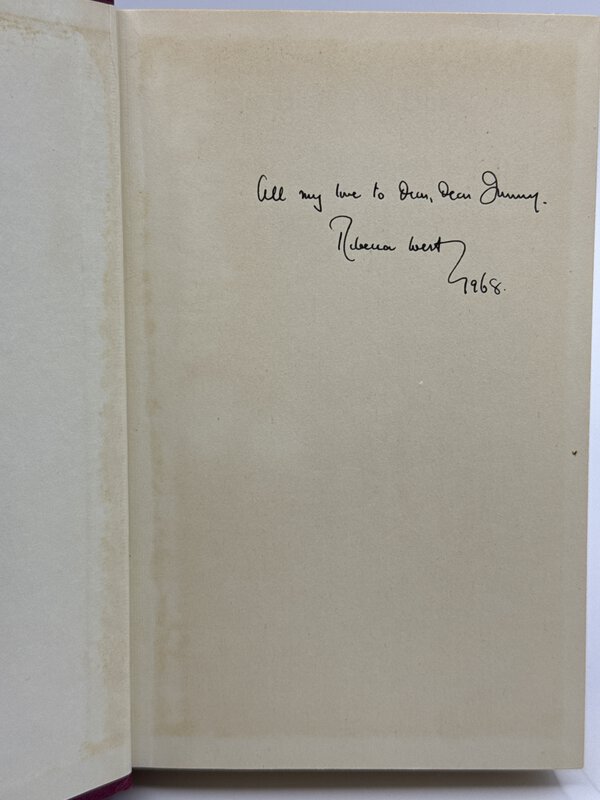 All my love to Dear, Dear Jimmy.
Rebecca West
1968.